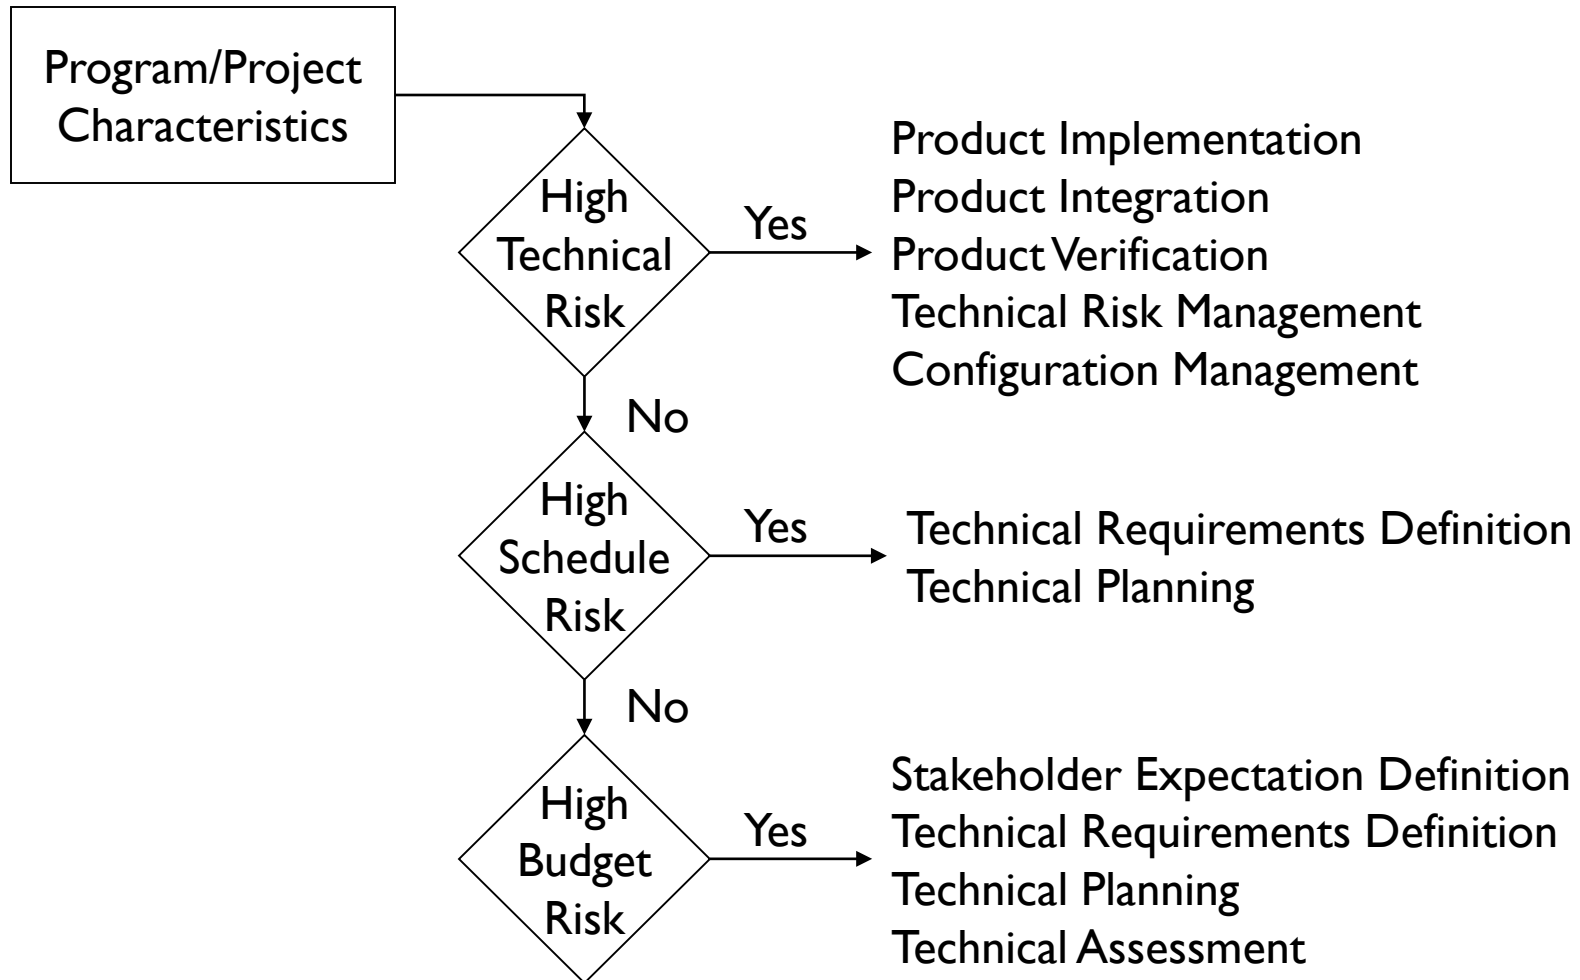 Program/Project
Characteristics
High
Technical
Risk
Yes
Product Implementation
Product Integration
Product Verification
Technical Risk Management
Configuration Management
No
High
Schedule
Risk
Yes
Technical Requirements Definition
Technical Planning
No
High
Budget
Risk
Yes
Stakeholder Expectation Definition
Technical Requirements Definition
Technical Planning
Technical Assessment